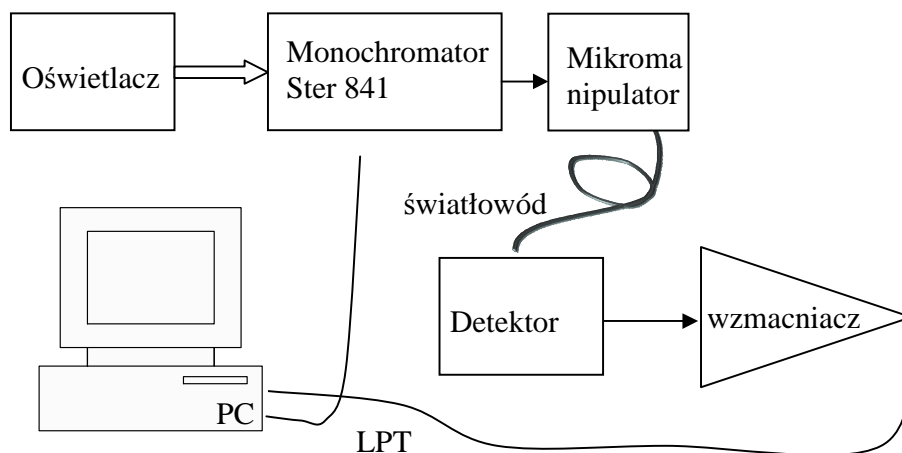 Oświetlacz
Monochromator
Ster 841
Mikroma
nipulator
światłowód
Detektor
wzmacniacz
PC
LPT